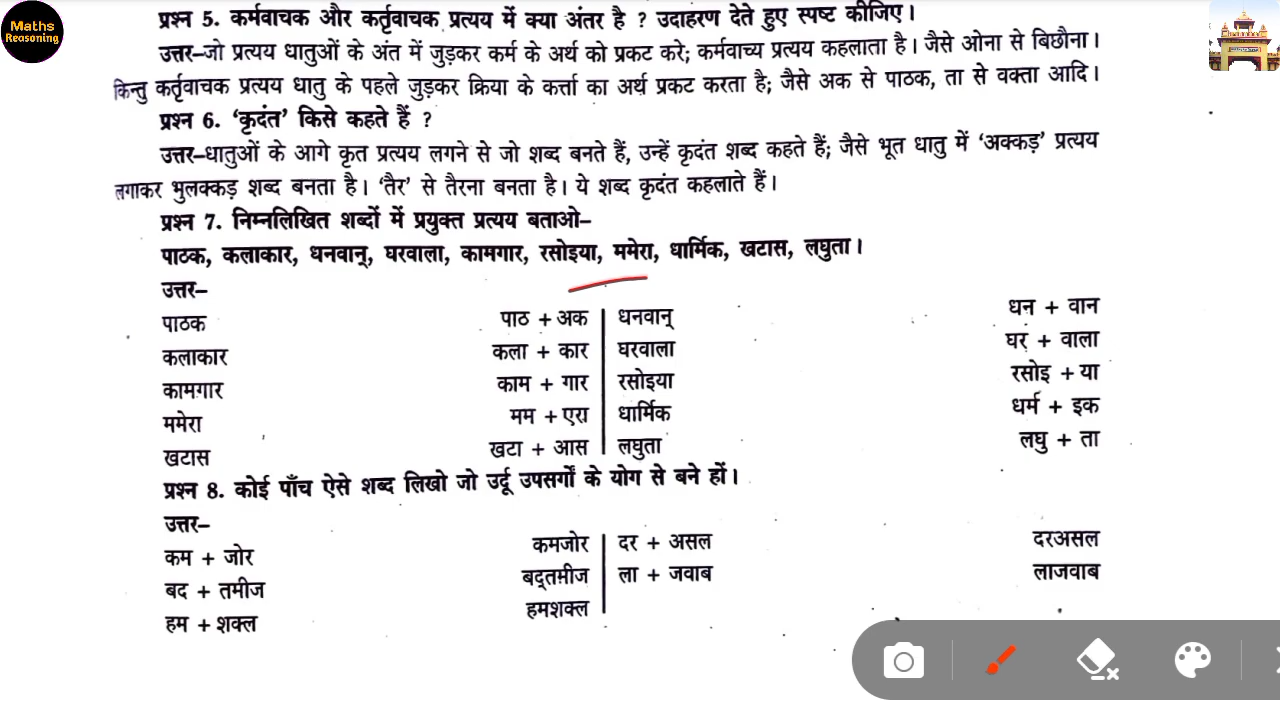 Maths
Reasoning
प्रश्न 5. कर्मवाचक और कर्तृवाचक प्रत्यय में क्या अंतर है ? उदाहरण देते हुए स्पष्ट कीजिए।
उत्तर–जो प्रत्यय धातुओं के अंत में जुड़कर कर्म के अर्थ को प्रकट करे; कर्मवाच्य प्रत्यय कहलाता है। जैसे ओना से बिछौना।
किन्तु कर्तृवाचक प्रत्यय धातु के पहले जुड़कर क्रिया के कर्त्ता का अर्थ प्रकट करता है; जैसे अक से पाठक, ता से वक्ता आदि।
प्रश्न 6. ‘कृदंत’ किसे कहते हैं ?
उत्तर–धातुओं के आगे कृत प्रत्यय लगने से जो शब्द बनते हैं, उन्हें कृदंत शब्द कहते हैं; जैसे भूत धातु में ‘अक्कड़’ प्रत्यय
लगाकर भुलक्कड़ शब्द बनता है। ‘तैर’ से तैरना बनता है। ये शब्द कृदंत कहलाते हैं।
प्रश्न 7. निम्नलिखित शब्दों में प्रयुक्त प्रत्यय बताओ–
पाठक, कलाकार, धनवान्, घरवाला, कामगार, रसोइया, ममेरा, धार्मिक, खटास, लघुता।
उत्तर–
पाठक पाठ + अक धनवान् धन + वान
कलाकार कला + कार घरवाला घर + वाला
कामगार काम + गार रसोइया रसोइ + या
ममेरा मम + एरा धार्मिक धर्म + इक
खटास खटा + आस लघुता लघु + ता
प्रश्न 8. कोई पाँच ऐसे शब्द लिखो जो उर्दू उपसर्गों के योग से बने हों।
उत्तर–
कम + जोर कमजोर दर + असल दरअसल
बद + तमीज बद्तमीज ला + जवाब लाजवाब
हम + शक्ल हमशक्ल